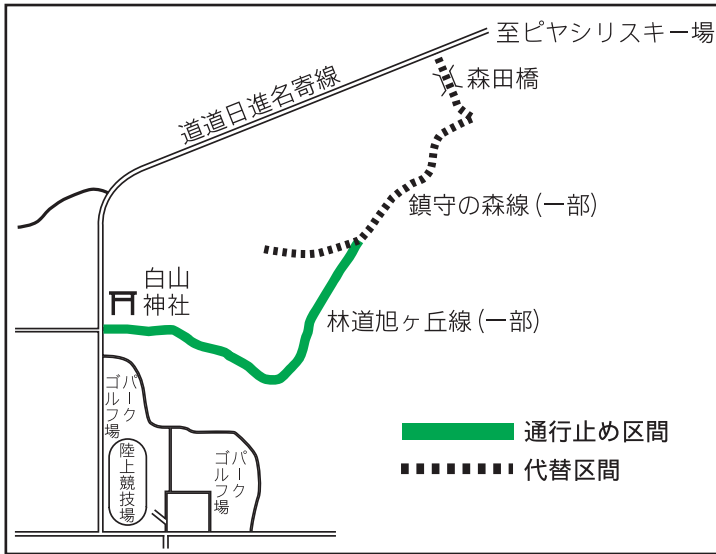 至ピヤシリスキー場
森田橋
道道日進名寄線
鎮守の森線(一部)
白山
神社
林道旭ヶ丘線(一部)
パーク
ゴルフ場
陸上競技場
パーク
ゴルフ場
通行止め区間
代替区間